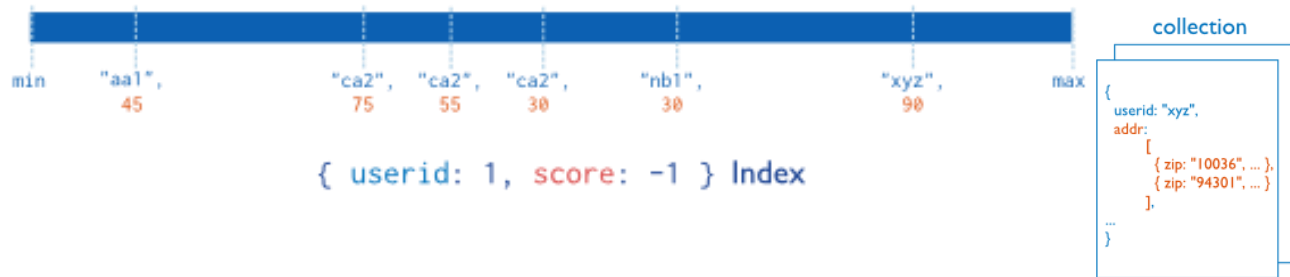 min "aa1", "ca2", "ca2", "ca2", "nb1", "xyz", max
45 75 55 30 30 90
{ userid: 1, score: -1 } Index
collection
{
userid: "xyz",
addr:
[
{ zip: "10036", ... },
{ zip: "94301", ... }
],
...
}